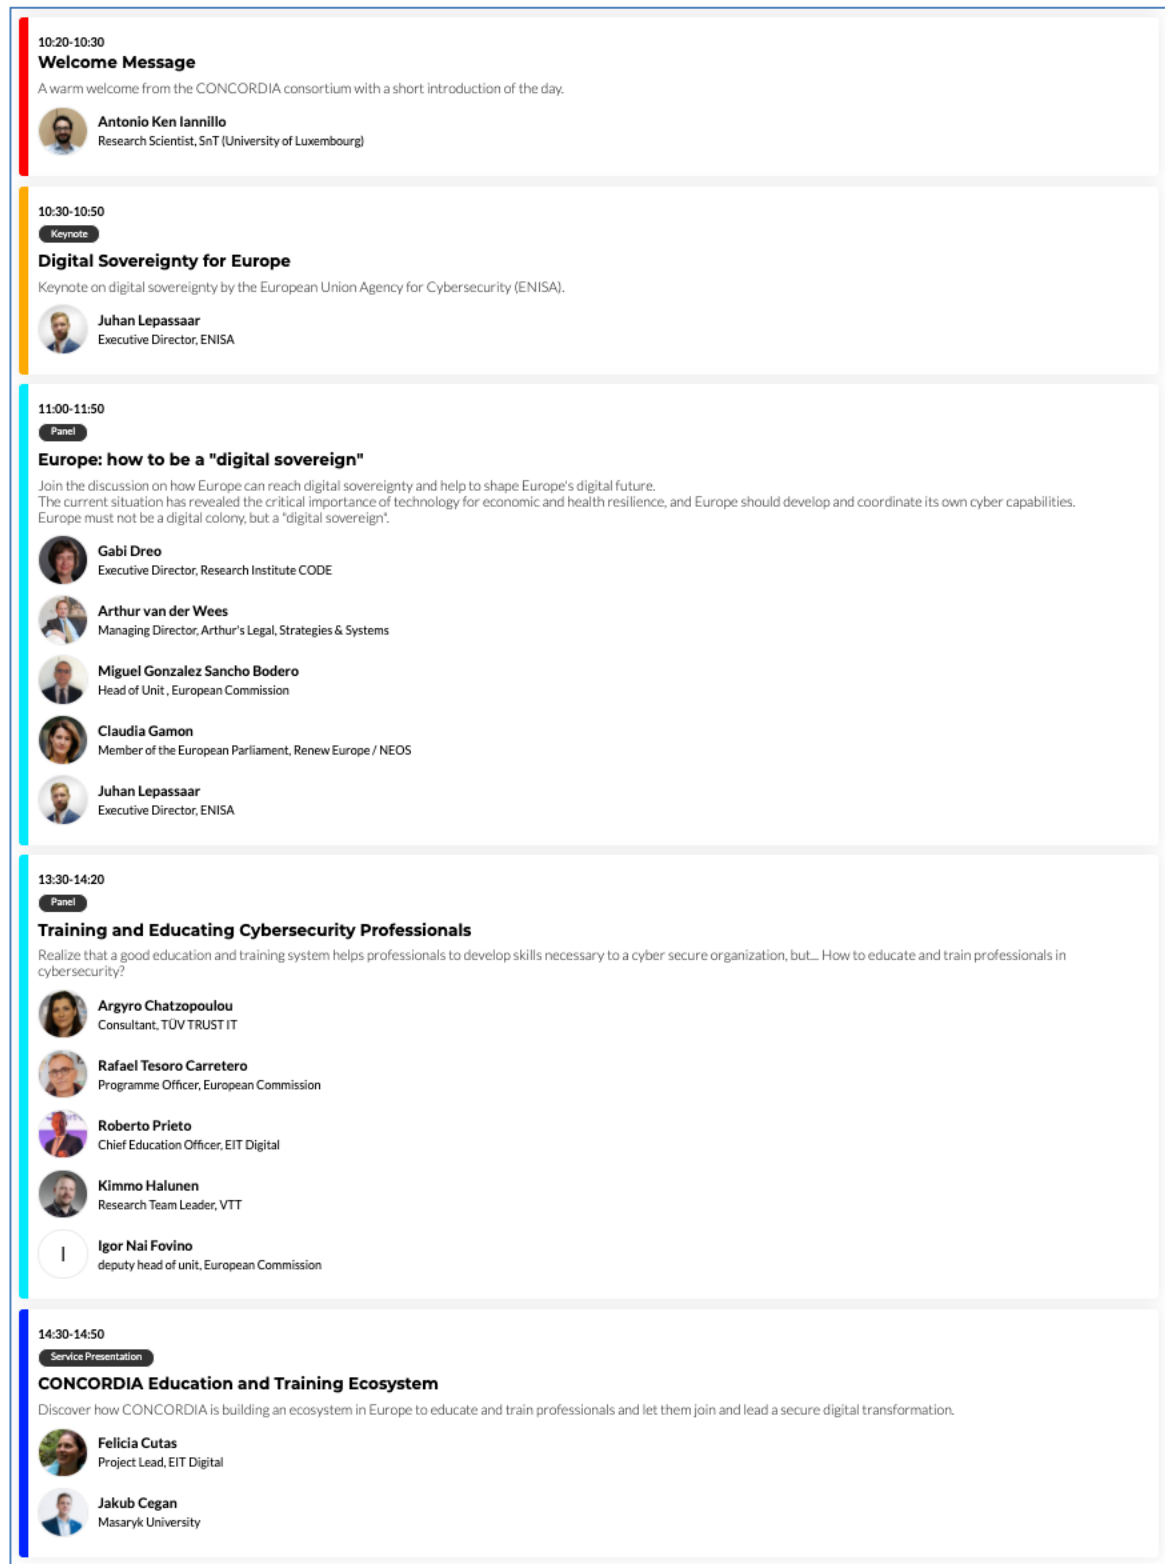 10:20-10:30
Welcome Message
A warm welcome from the CONCORDIA consortium with a short introduction of the day.
Antonio Ken Iannillo
Research Scientist, SnT (University of Luxembourg)
10:30-10:50
Keynote
Digital Sovereignty for Europe
Keynote on digital sovereignty by the European Union Agency for Cybersecurity (ENISA).
Juhan Lepassaar
Executive Director, ENISA
11:00-11:50
Panel
Europe: how to be a "digital sovereign"
Join the discussion on how Europe can reach digital sovereignty and help to shape Europe's digital future.
The current situation has revealed the critical importance of technology for economic and health resilience, and Europe should develop and coordinate its own cyber capabilities.
Europe must not be a digital colony, but a "digital sovereign".
Gabi Dreo
Executive Director, Research Institute CODE
Arthur van der Wees
Managing Director, Arthur's Legal, Strategies & Systems
Miguel Gonzalez Sancho Bodero
Head of Unit , European Commission
Claudia Gamon
Member of the European Parliament, Renew Europe / NEOS
Juhan Lepassaar
Executive Director, ENISA
13:30-14:20
Panel
Training and Educating Cybersecurity Professionals
Realize that a good education and training system helps professionals to develop skills necessary to a cyber secure organization, but... How to educate and train professionals in
cybersecurity?
Argyro Chatzopoulou
Consultant, TÜV TRUST IT
Rafael Tesoro Carretero
Programme Officer, European Commission
Roberto Prieto
Chief Education Officer, EIT Digital
Kimmo Halunen
Research Team Leader, VTT
I
Igor Nai Fovino
deputy head of unit, European Commission
14:30-14:50
Service Presentation
CONCORDIA Education and Training Ecosystem
Discover how CONCORDIA is building an ecosystem in Europe to educate and train professionals and let them join and lead a secure digital transformation.
Felicia Cutas
Project Lead, EIT Digital
Jakub Cegan
Masaryk University